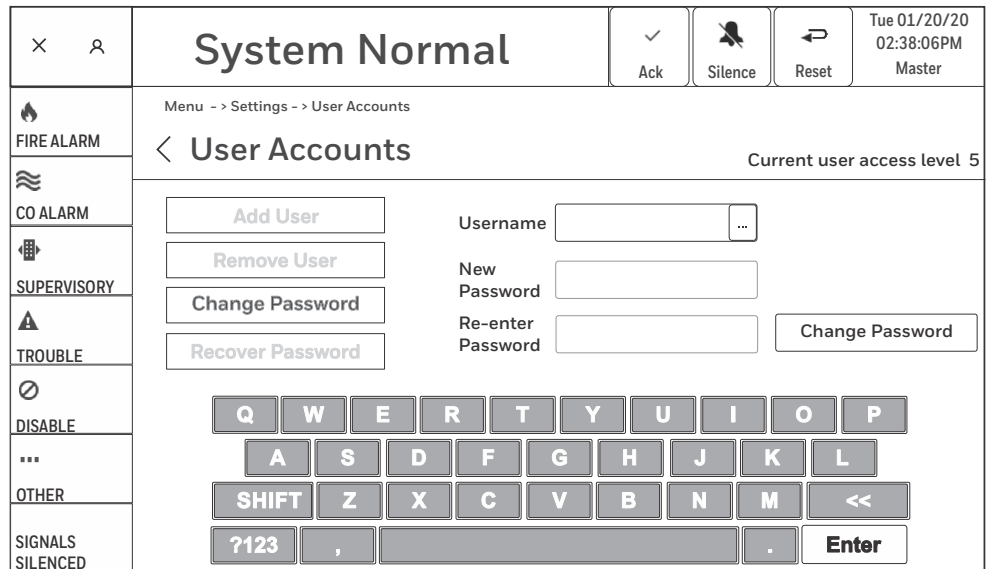 System Normal
Ack
Silence
Reset
Tue 01/20/20
02:38:06PM
Master
FIRE ALARM
CO ALARM
SUPERVISORY
TROUBLE
DISABLE
...
OTHER
SIGNALS
SILENCED
Menu -> Settings -> User Accounts
< User Accounts
Current user access level 5
Add User
Remove User
Change Password
Recover Password
Username
...
New
Password
Re-enter
Password
Change Password
Q W E R T Y U I O P
A S D F G H J K L
SHIFT Z X C V B N M <<
?123 , . Enter